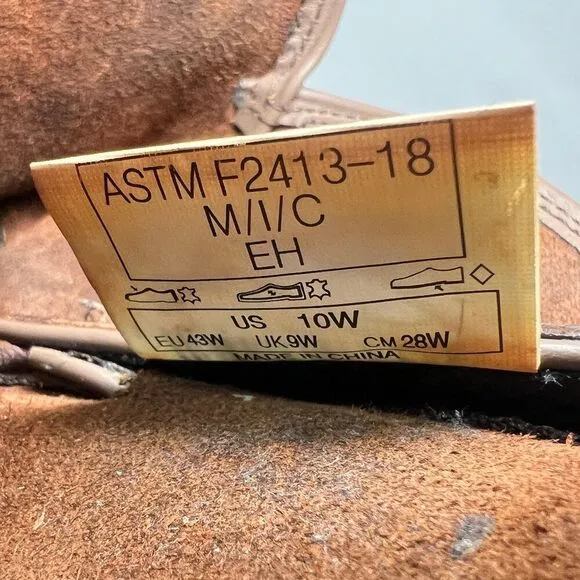 ASTM F2413-18
M/I/C
EH
US 10W
EU 43W UK 9W CM 28W
MADE IN CHINA